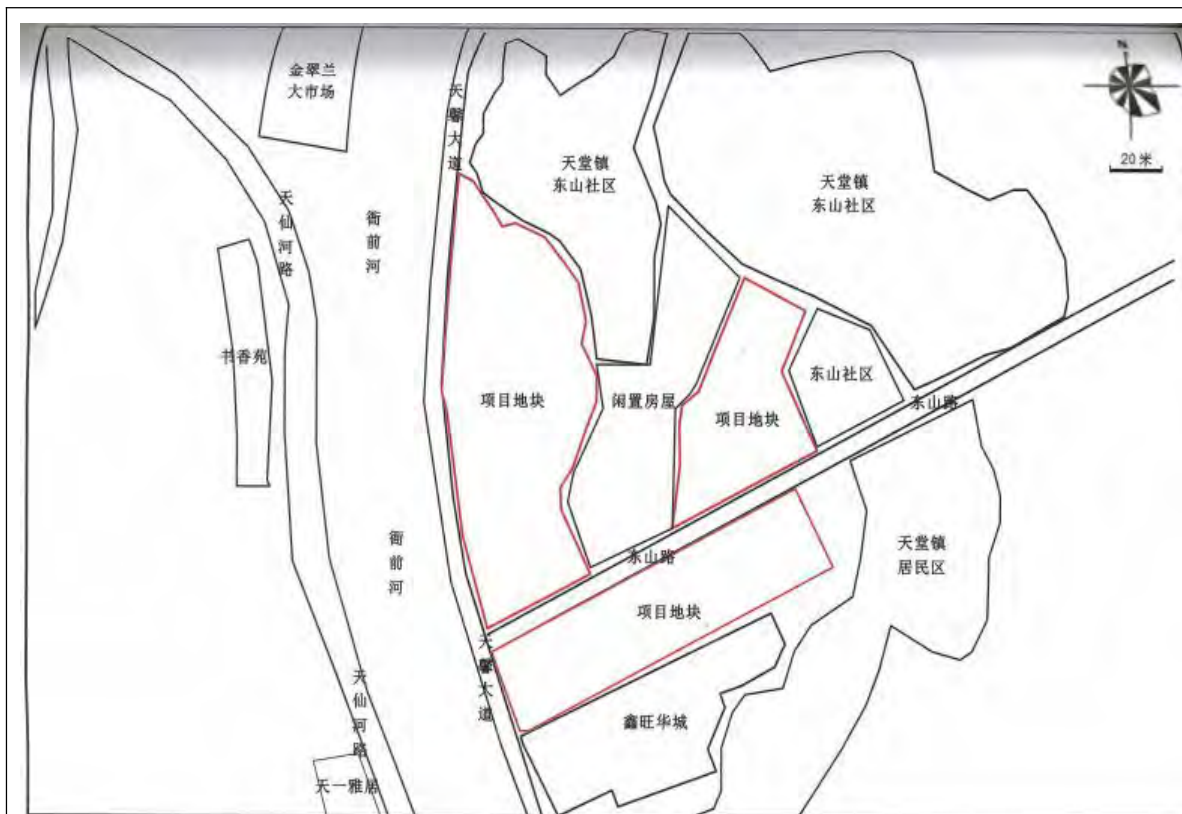 金翠兰
大市场
N
20米
天馨大道
天堂镇
东山社区
天堂镇
东山社区
天仙河路
衙前河
书香苑
项目地块
闲置房屋
项目地块
东山社区
东山路
衙前河
东山路
天堂镇
居民区
项目地块
天馨大道
鑫旺华城
天仙河路
天一雅居